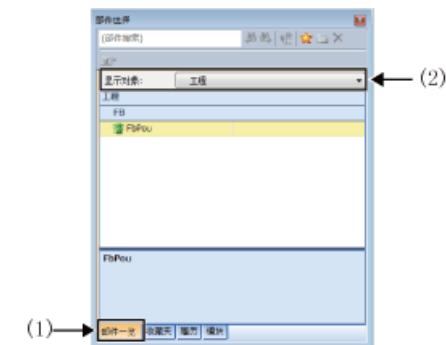 部件选择
(部件搜索)
显示对象: 工程
(2)
工程
FB
FbPou
FbPou
(1)
部件一览 收藏夹 履历 模块